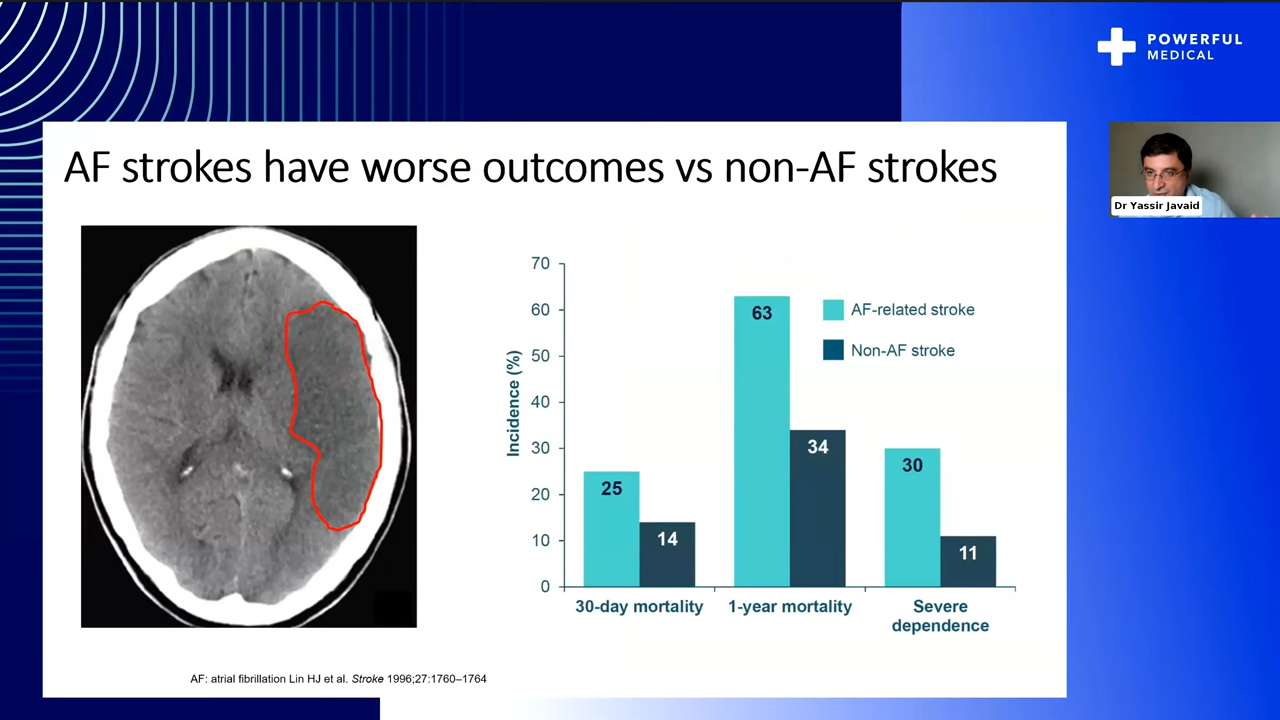 POWERFUL
MEDICAL
Dr Yassir Javaid
AF strokes have worse outcomes vs non-AF strokes
70
60
50
40
30
20
10
0
Incidence (%)
AF-related stroke
Non-AF stroke
25
14
63
34
30
11
30-day mortality
1-year mortality
Severe
dependence
AF: atrial fibrillation Lin HJ et al. Stroke 1996;27:1760–1764